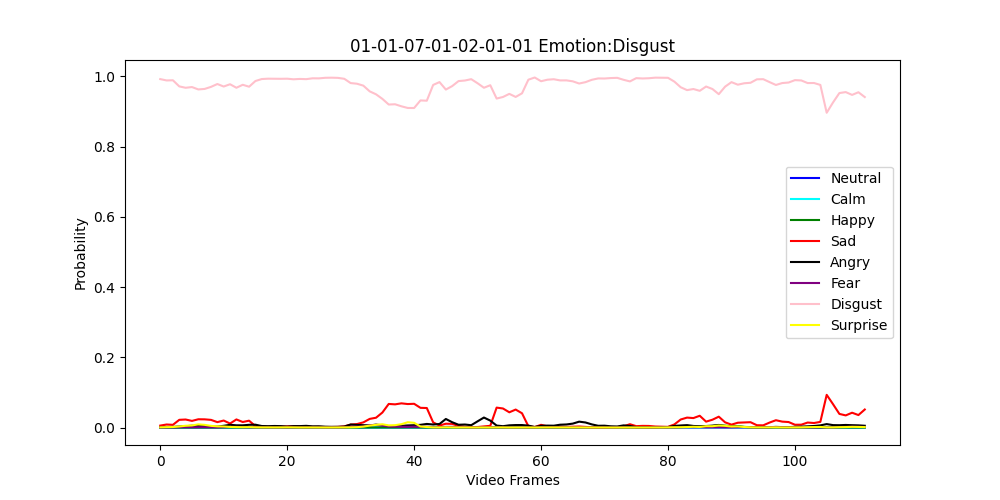 01-01-07-01-02-01-01 Emotion:Disgust
1.0
0.8
0.6
0.4
0.2
0.0
Probability
Neutral
Calm
Happy
Sad
Angry
Fear
Disgust
Surprise
0 20 40 60 80 100
Video Frames